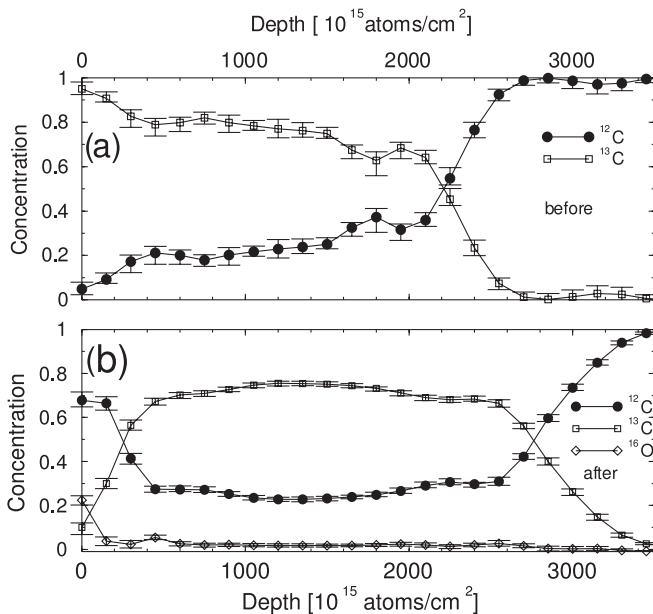 Depth [ 10^15 atoms/cm^2]
0 1000 2000 3000
1
0.8
0.6
0.4
0.2
0
Concentration
(a)
^12C
^13C
before
(b)
1
0.8
0.6
0.4
0.2
0
Concentration
^12C
^13C
^16O
after
0 1000 2000 3000
Depth [10^15 atoms/cm^2]